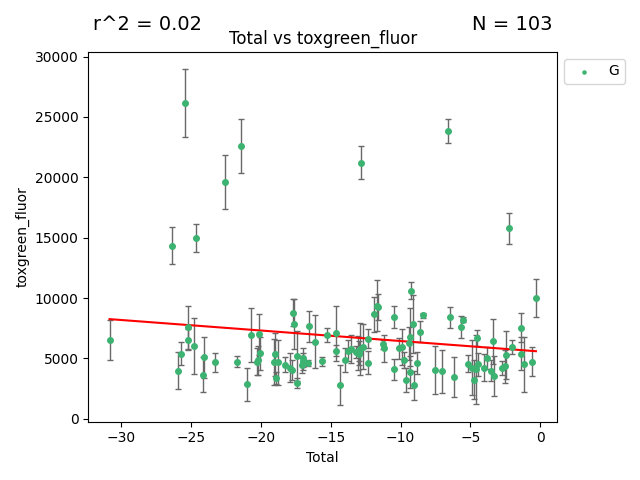 r^2 = 0.02
N = 103
Total vs toxgreen_fluor
G
30000
25000
20000
15000
10000
5000
0
toxgreen_fluor
−30
−25
−20
−15
−10
−5
0
Total